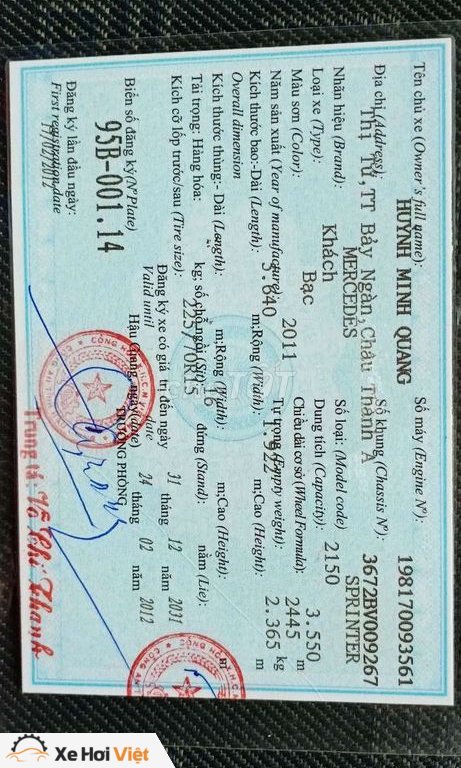 Tên chủ xe (Owner's full name): Số máy (Engine Nº): 19817009 3561
HUỲNH MINH QUANG Số khung (Chassis Nº): 3672BV009267
Địa chỉ (Address): Thị Tứ,TT Bảy Ngàn,Châu Thành A
Nhãn hiệu (Brand): MERCEDES Số loại: (Model code) SPRINTER
Loại xe (Type): Khách Dung tích (Capacity): 2150
Màu sơn (Color): Bạc Chiều dài cơ sở (Wheel Formula): 3.550 m
Năm sản xuất (Year of manufacture): 2011 Tự trọng (Empty weight): 2445 kg
Kích thước bao:-Dài (Length): 5.640 m;Rộng (Width): 1.922 m;Cao (Height): 2.365 m
Overall dimension
Kích thước thùng:- Dài (Length): m;Rộng (Width): m;Cao (Height): m
Tải trọng: Hàng hóa: kg; số chỗ ngồi (Sit): đứng (Stand): năm (Lie):
Kích cỡ lốp trước/sau (Tire size): 225/70R15
Đăng ký xe có giá trị đến ngày 31 tháng 12 năm 2031
Valid until date
Biển số đăng ký(Nº Plate) Hậu Giang, ngày(date) 24 tháng 02 năm 2012
95B-001.14 TRƯỞNG PHÒNG
Đăng ký lần đầu ngày:
First registration date
Trung tá: Võ Chí Thanh
Xe Hơi Việt